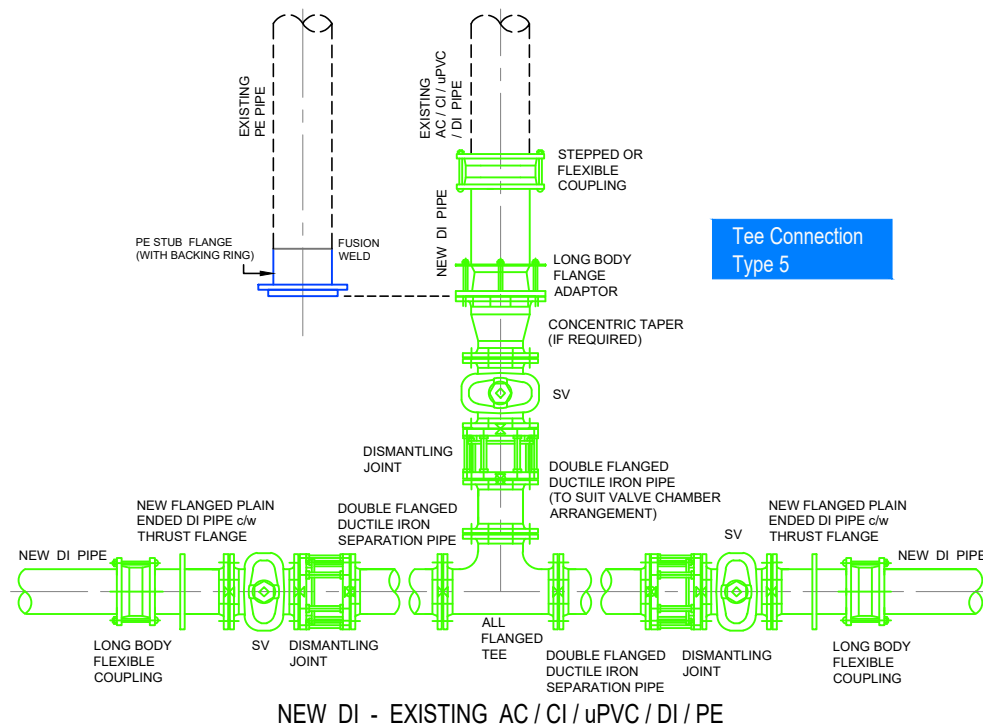 EXISTING
PE PIPE
EXISTING
AC / CI / uPVC
/ DI PIPE
STEPPED OR
FLEXIBLE
COUPLING
Tee Connection
Type 5
PE STUB FLANGE
(WITH BACKING RING)
FUSION
WELD
NEW DI PIPE
LONG BODY
FLANGE
ADAPTOR
CONCENTRIC TAPER
(IF REQUIRED)
SV
DISMANTLING
JOINT
DOUBLE FLANGED
DUCTILE IRON PIPE
(TO SUIT VALVE CHAMBER
ARRANGEMENT)
NEW FLANGED PLAIN
ENDED DI PIPE c/w
THRUST FLANGE
DOUBLE FLANGED
DUCTILE IRON
SEPARATION PIPE
SV
NEW FLANGED PLAIN
ENDED DI PIPE c/w
THRUST FLANGE
NEW DI PIPE
NEW DI PIPE
LONG BODY
FLEXIBLE
COUPLING
SV
DISMANTLING
JOINT
ALL
FLANGED
TEE
DOUBLE FLANGED
DUCTILE IRON
SEPARATION PIPE
DISMANTLING
JOINT
LONG BODY
FLEXIBLE
COUPLING
NEW DI - EXISTING AC / CI / uPVC / DI / PE